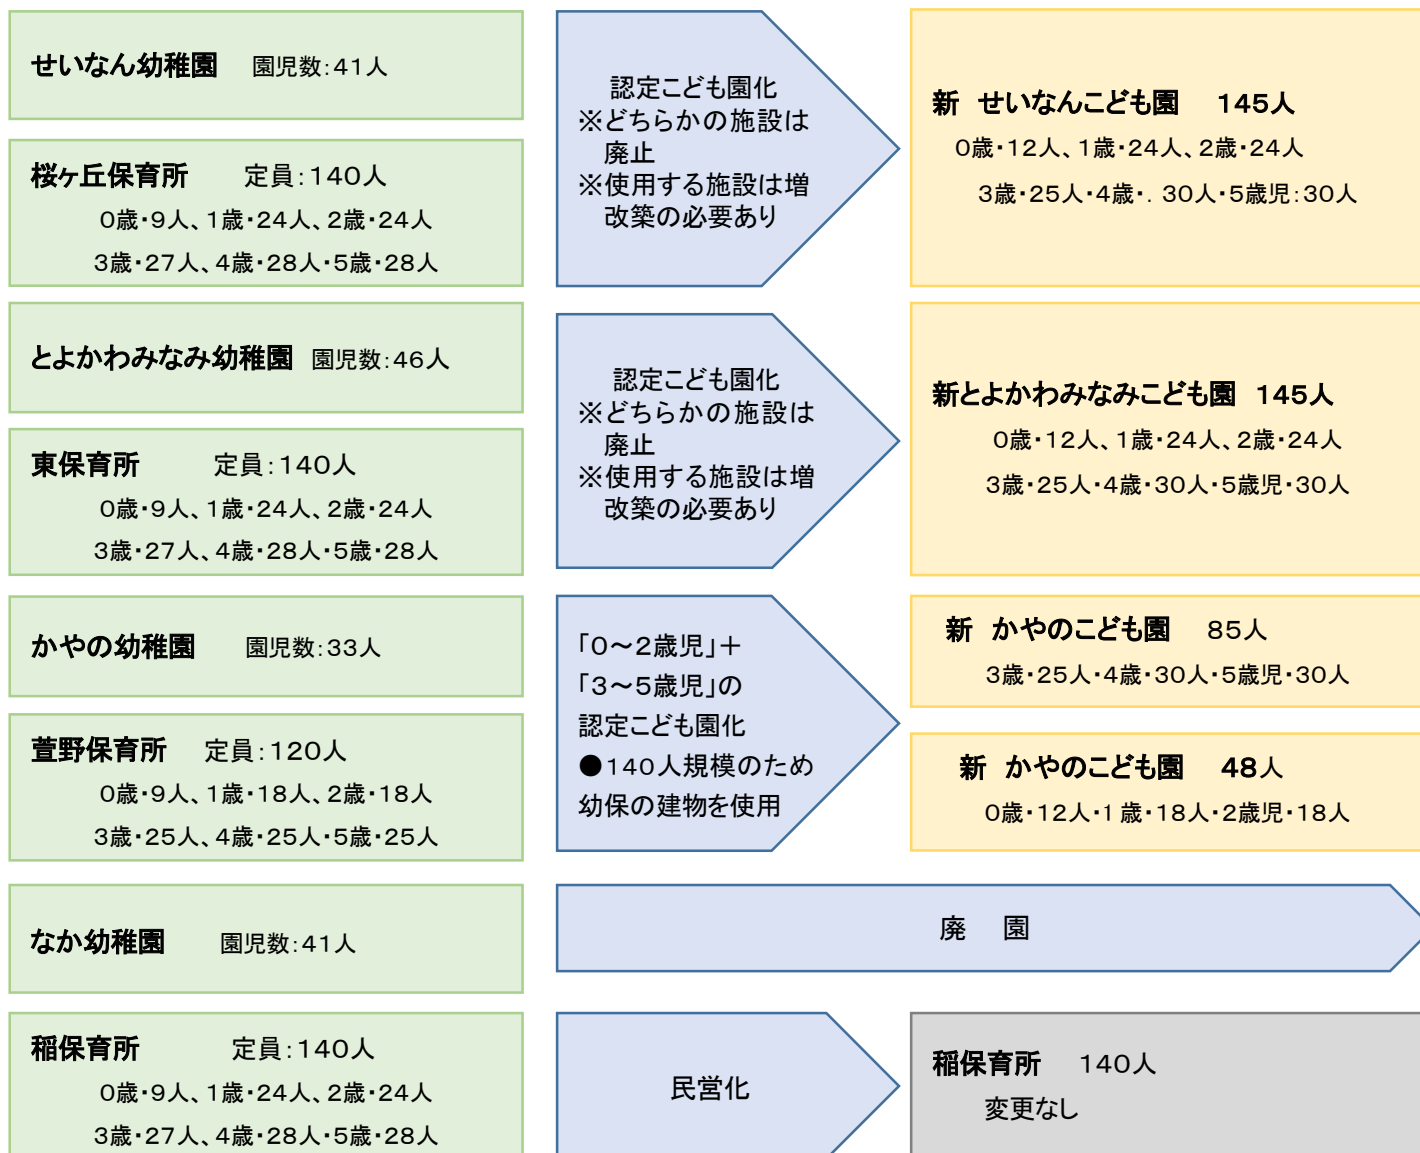 せいなん幼稚園 園児数:41人
桜ヶ丘保育所 定員:140人
0歳・9人、1歳・24人、2歳・24人
3歳・27人、4歳・28人・5歳・28人
認定こども園化
※どちらかの施設は
廃止
※使用する施設は増
改築の必要あり
新 せいなんこども園 145人
0歳・12人、1歳・24人、2歳・24人
3歳・25人・4歳・. 30人・5歳児:30人
とよかわみなみ幼稚園 園児数:46人
東保育所 定員:140人
0歳・9人、1歳・24人、2歳・24人
3歳・27人、4歳・28人・5歳・28人
認定こども園化
※どちらかの施設は
廃止
※使用する施設は増
改築の必要あり
新とよかわみなみこども園 145人
0歳・12人、1歳・24人、2歳・24人
3歳・25人・4歳・30人・5歳児・30人
かやの幼稚園 園児数:33人
萱野保育所 定員:120人
0歳・9人、1歳・18人、2歳・18人
3歳・25人、4歳・25人・5歳・25人
「0~2歳児」+
「3~5歳児」の
認定こども園化
●140人規模のため
幼保の建物を使用
新 かやのこども園 85人
3歳・25人・4歳・30人・5歳児・30人
新 かやのこども園 48人
0歳・12人・1歳・18人・2歳児・18人
なか幼稚園 園児数:41人
廃 園
稲保育所 定員:140人
0歳・9人、1歳・24人、2歳・24人
3歳・27人、4歳・28人・5歳・28人
民営化
稲保育所 140人
変更なし